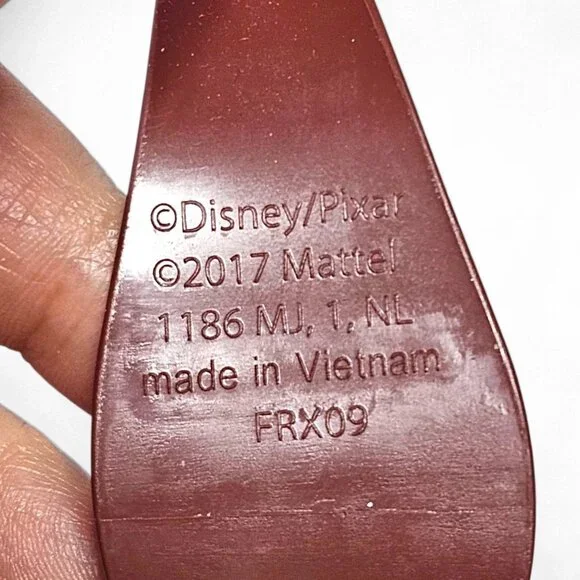 ©Disney/Pixar
©2017 Mattel
1186 MJ, 1, NL
made in Vietnam
FRX09